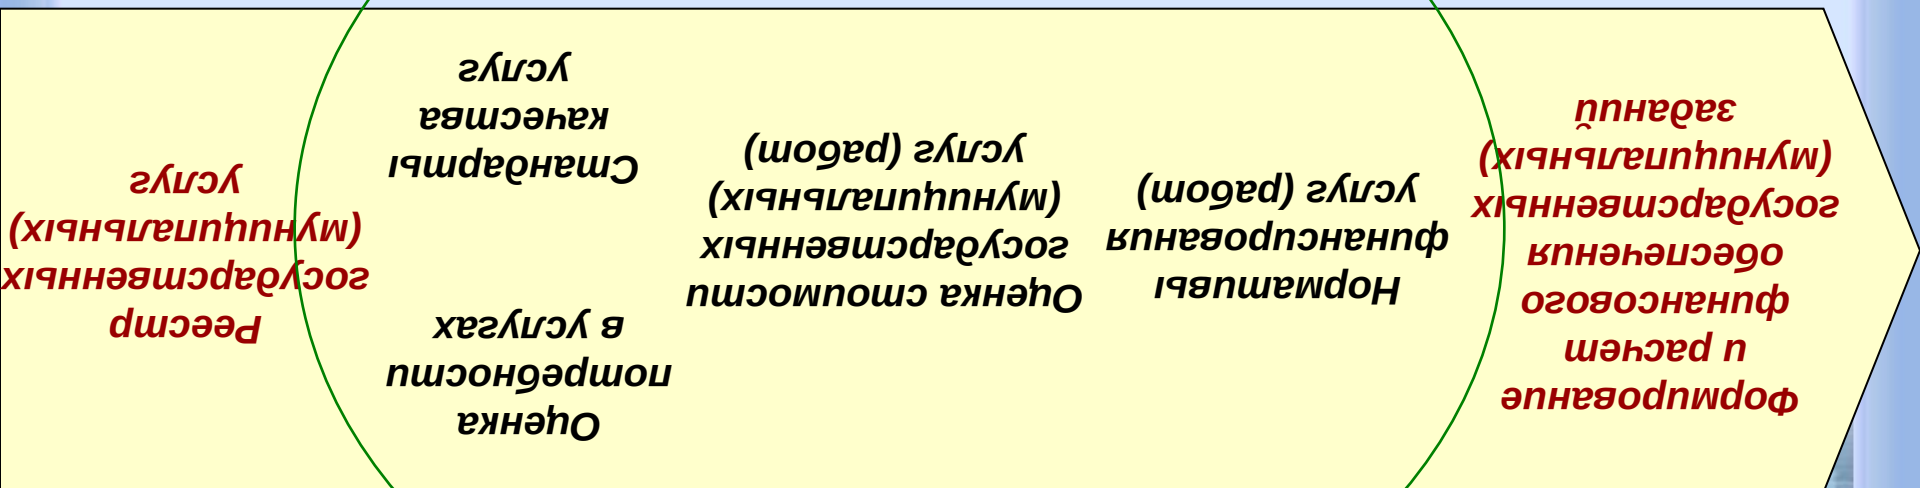 Реестр
государственных
(муниципальных)
услуг
Оценка
потребности
в услугах
Стандарты
качества
услуг
Оценка стоимости
государственных
(муниципальных)
услуг (работ)
Нормативы
финансирования
услуг (работ)
Формирование
и расчет
финансового
обеспечения
государственных
(муниципальных)
заданий